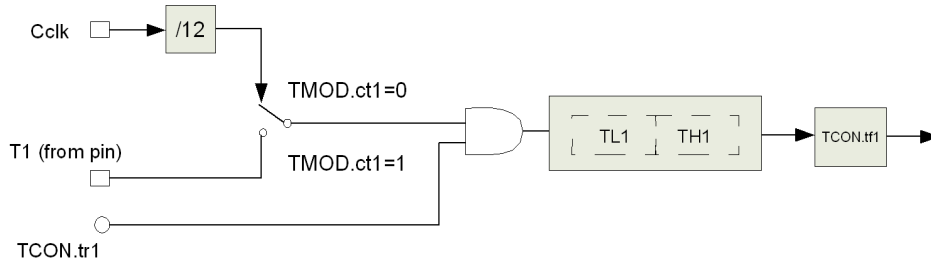 Cclk
/12
TMOD.ct1=0
T1 (from pin)
TMOD.ct1=1
TL1
TH1
TCON.tf1
TCON.tr1